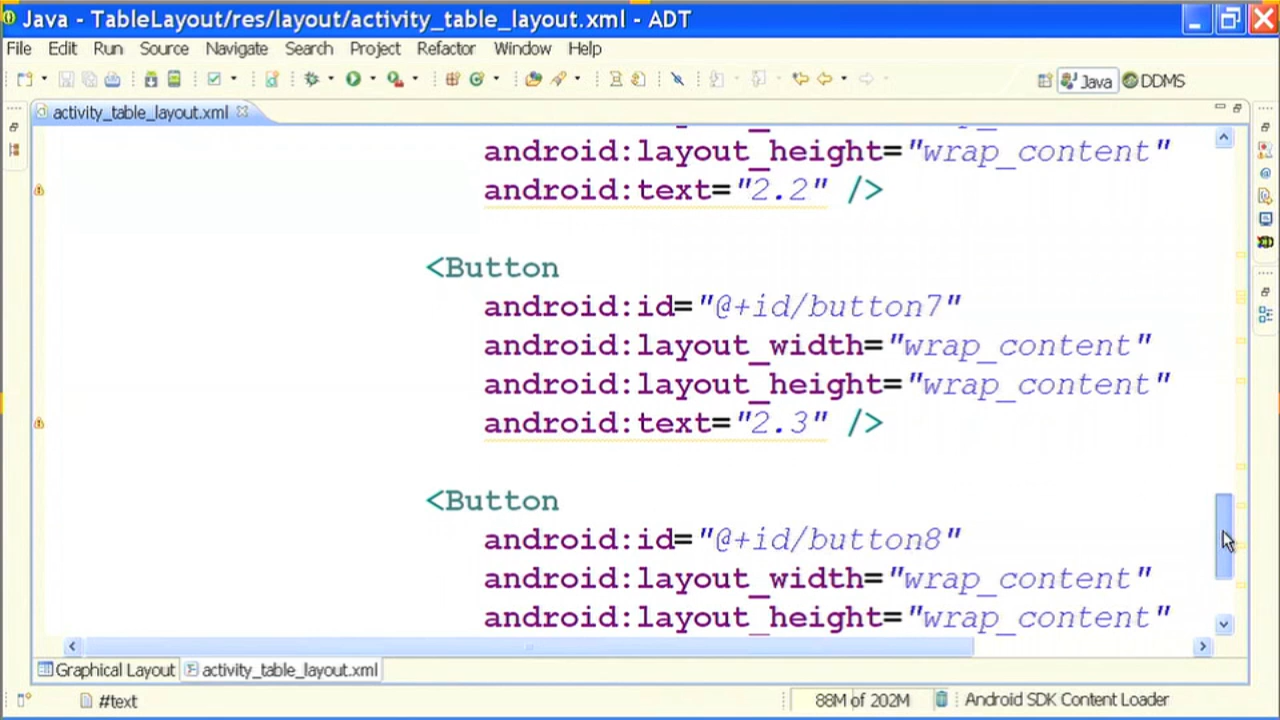 Java - TableLayout/res/layout/activity_table_layout.xml - ADT
File Edit Run Source Navigate Search Project Refactor Window Help
Java DDMS
activity_table_layout.xml
android:layout_height="wrap_content"
android:text="2.2" />
<Button
android:id="@+id/button7"
android:layout_width="wrap_content"
android:layout_height="wrap_content"
android:text="2.3" />
<Button
android:id="@+id/button8"
android:layout_width="wrap_content"
android:layout_height="wrap_content"
Graphical Layout activity_table_layout.xml
#text 88M of 202M Android SDK Content Loader